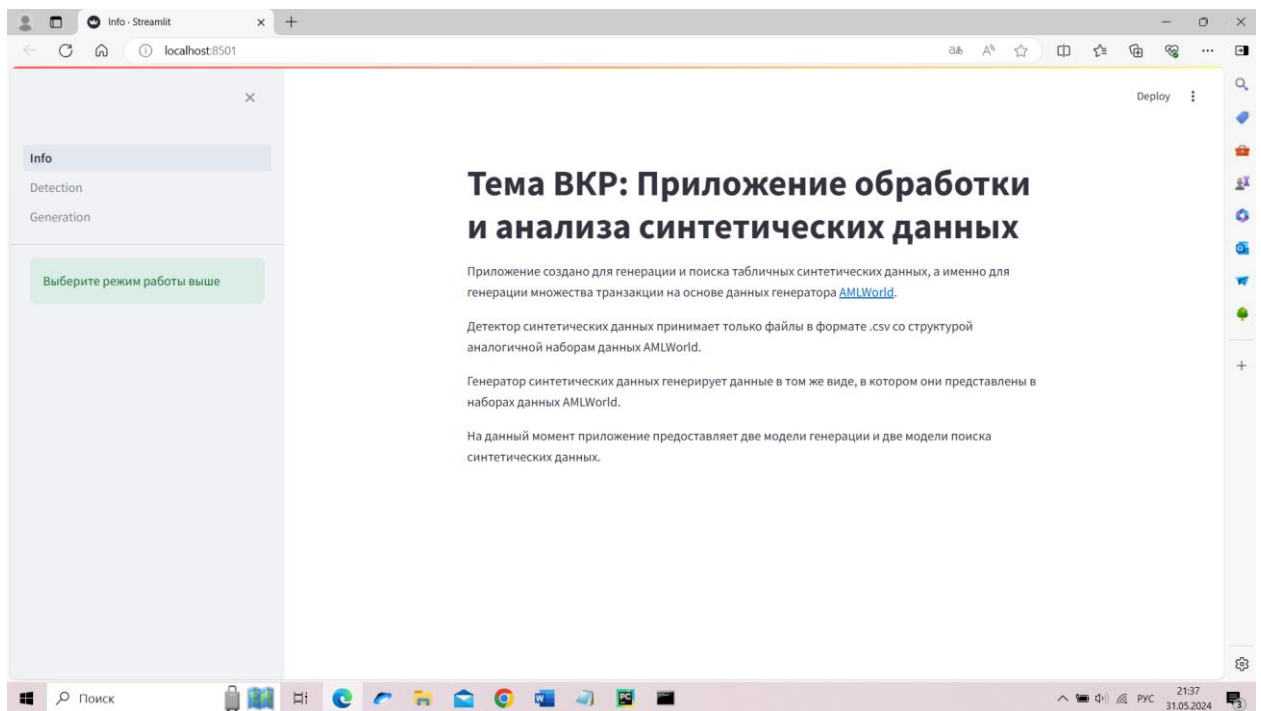 Info · Streamlit
localhost:8501
Deploy
Info
Detection
Generation
Выберите режим работы выше
Тема ВКР: Приложение обработки
и анализа синтетических данных
Приложение создано для генерации и поиска табличных синтетических данных, а именно для
генерации множества транзакции на основе данных генератора AMLWorld.
Детектор синтетических данных принимает только файлы в формате .csv со структурой
аналогичной наборам данных AMLWorld.
Генератор синтетических данных генерирует данные в том же виде, в котором они представлены в
наборах данных AMLWorld.
На данный момент приложение предоставляет две модели генерации и две модели поиска
синтетических данных.
Поиск
РУС
21:37
31.05.2024